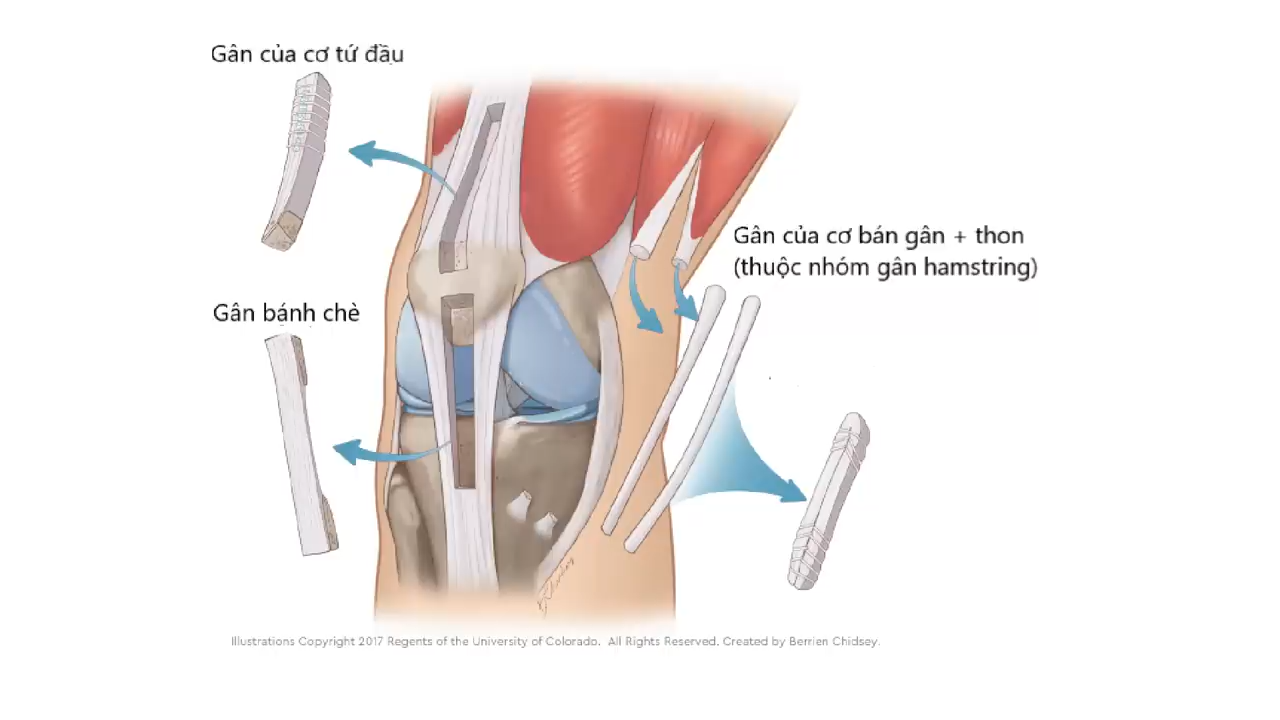 Gân của cơ tứ đầu
Gân của cơ bán gân + thon
(thuộc nhóm gân hamstring)
Gân bánh chè
Illustrations Copyright 2017 Regents of the University of Colorado. All Rights Reserved. Created by Berrien Chidsey.